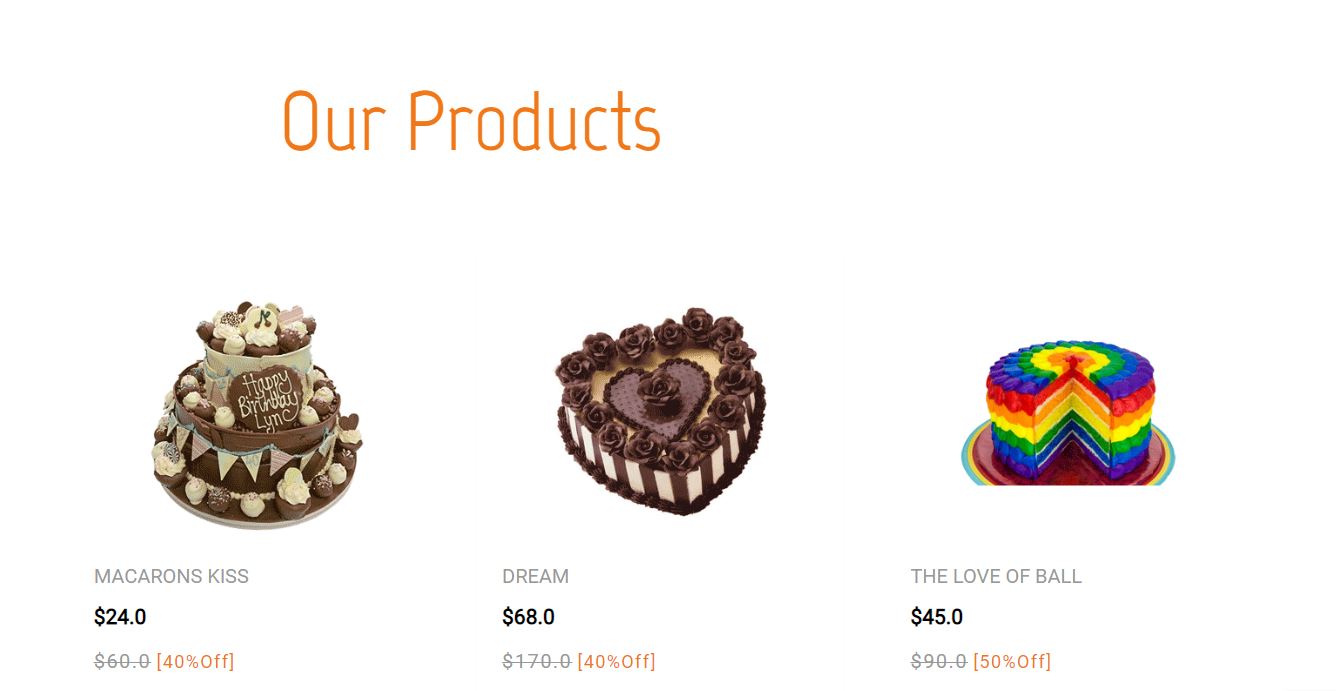 Our Products
Happy
Birthday
Lyn
MACARONS KISS
$24.0
$60.0 [40%Off]
DREAM
$68.0
$170.0 [40%Off]
THE LOVE OF BALL
$45.0
$90.0 [50%Off]